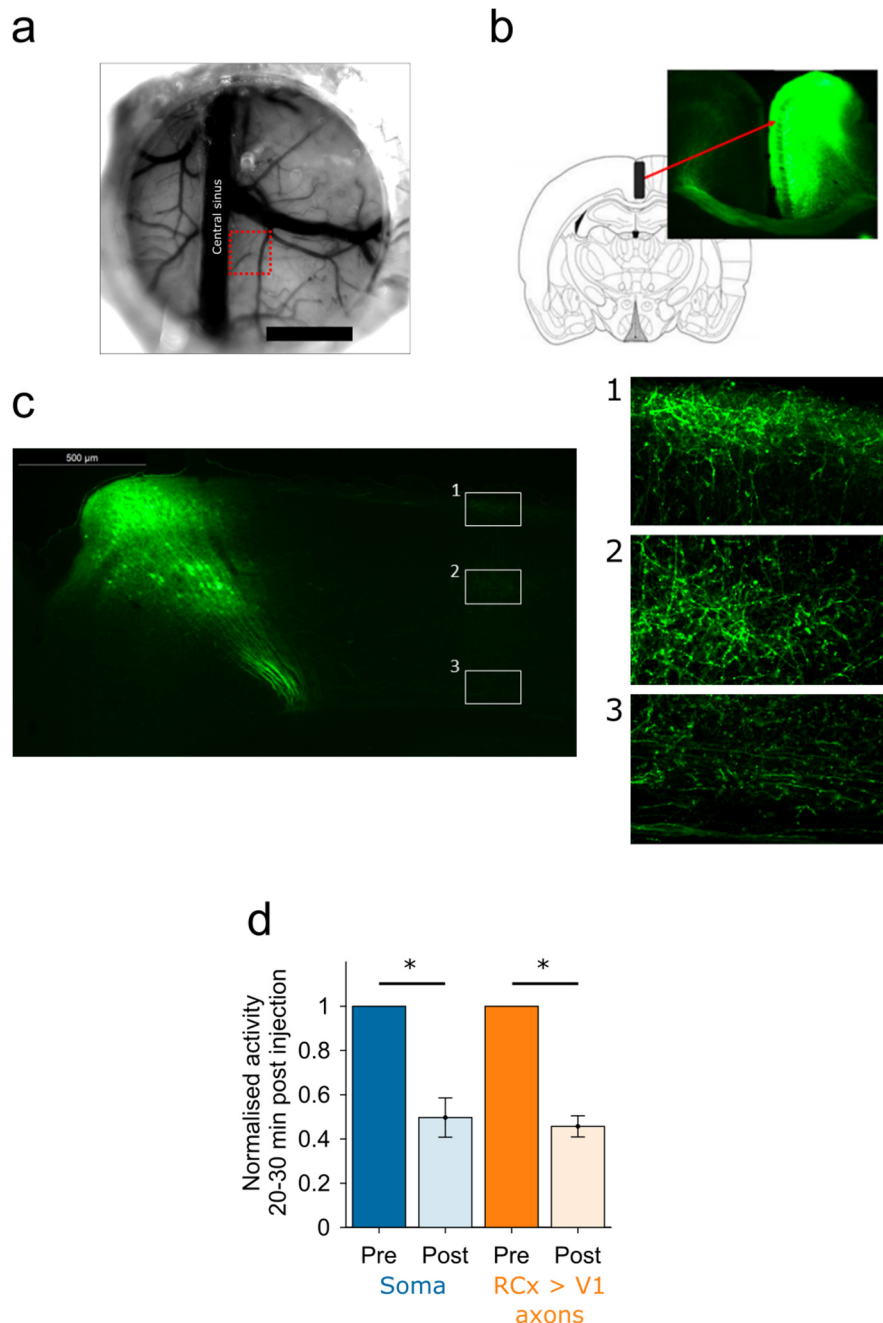 a
Central sinus
b
c
500 µm
1
2
3
1
2
3
d
Normalised activity
20-30 min post injection
* *
1
0.8
0.6
0.4
0.2
0
Pre Post Pre Post
Soma RCx > V1
axons